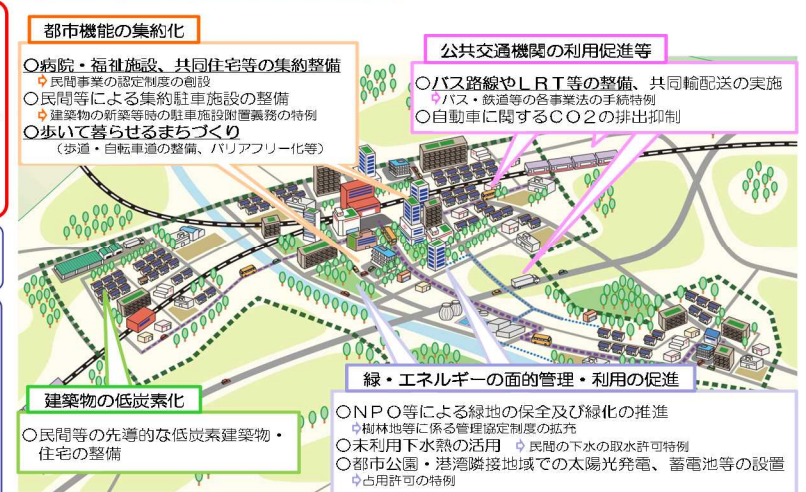 都市機能の集約化
○病院・福祉施設、共同住宅等の集約整備
⇨民間事業の認定制度の創設
○民間等による集約駐車施設の整備
⇨建築物の新築等時の駐車施設附置義務の特例
○歩いて暮らせるまちづくり
（歩道・自転車道の整備、バリアフリー化等）
公共交通機関の利用促進等
○バス路線やＬＲＴ等の整備、共同輸配送の実施
⇨バス・鉄道等の各事業法の手続特例
○自動車に関するＣＯ２の排出抑制
建築物の低炭素化
○民間等の先導的な低炭素建築物・
住宅の整備
緑・エネルギーの面的管理・利用の促進
○ＮＰＯ等による緑地の保全及び緑化の推進
⇨樹林地等に係る管理協定制度の拡充
○未利用下水熱の活用 ⇨民間の下水の取水許可特例
○都市公園・港湾隣接地域での太陽光発電、蓄電池等の設置
⇨占用許可の特例